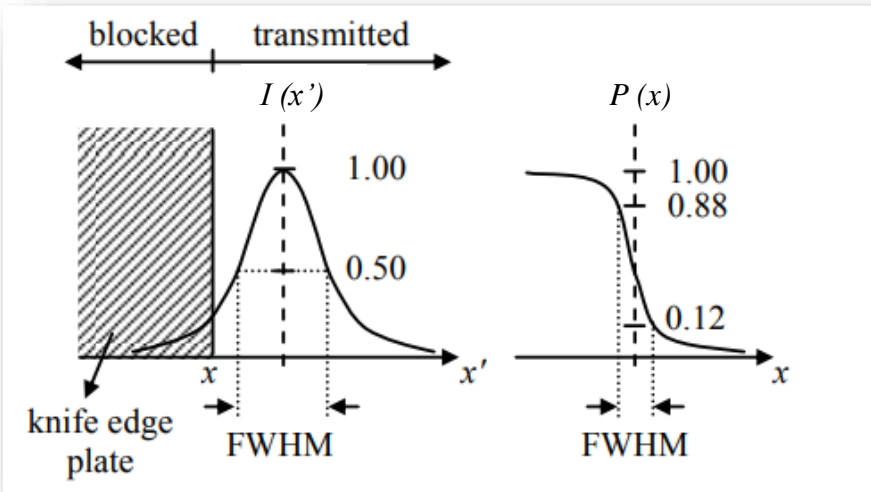 blocked transmitted
I (x’) P (x)
1.00 1.00
0.88
0.50
0.12
x x′ x
knife edge
plate
FWHM FWHM